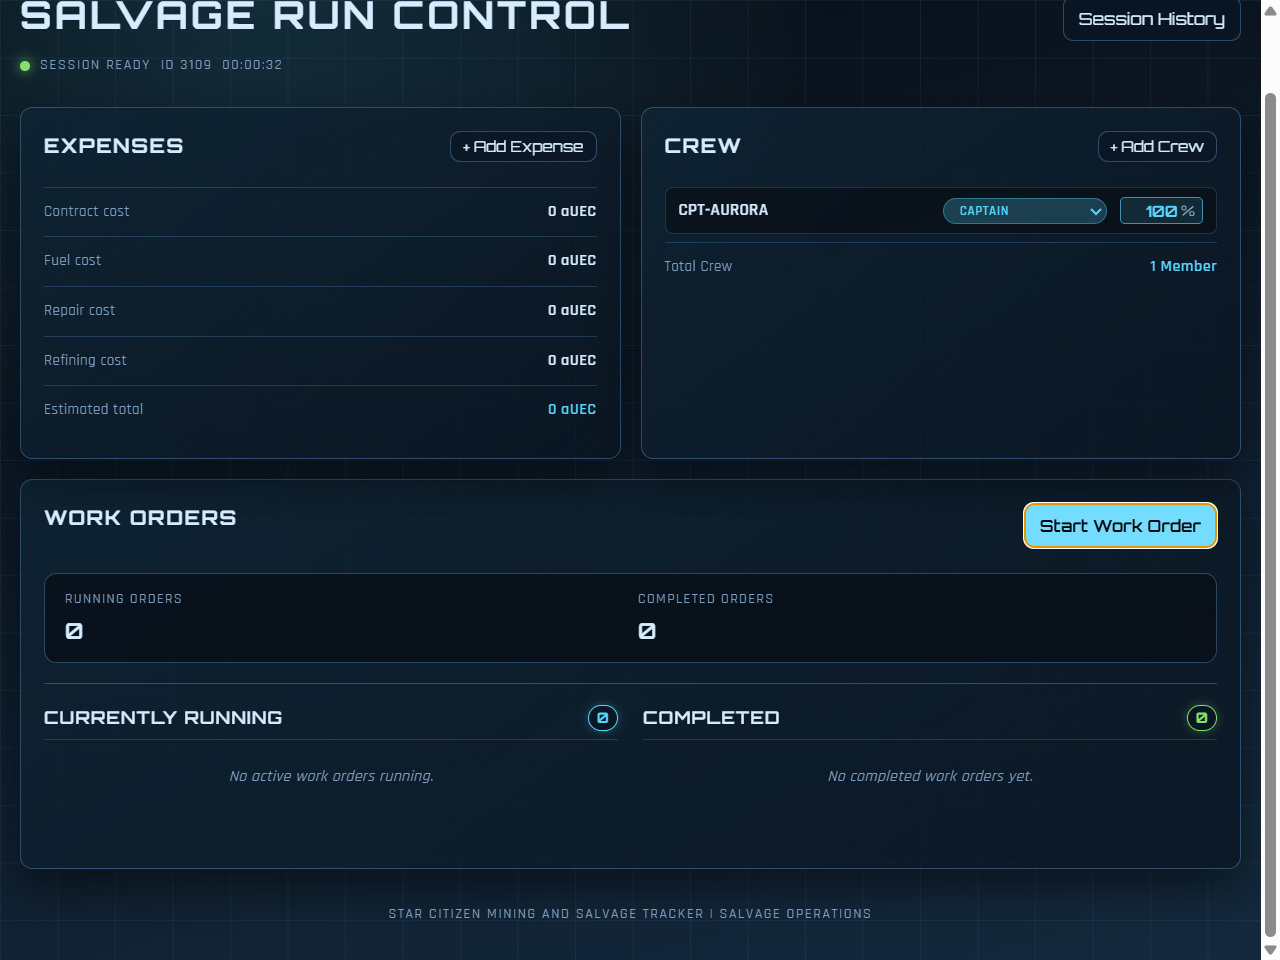 SALVAGE RUN CONTROL
Session History
SESSION READY ID 3109 00:00:32
EXPENSES
+ Add Expense
Contract cost
0 aUEC
Fuel cost
0 aUEC
Repair cost
0 aUEC
Refining cost
0 aUEC
Estimated total
0 aUEC
CREW
+ Add Crew
CPT-AURORA
CAPTAIN
100 %
Total Crew
1 Member
WORK ORDERS
Start Work Order
RUNNING ORDERS
0
COMPLETED ORDERS
0
CURRENTLY RUNNING
0
No active work orders running.
COMPLETED
0
No completed work orders yet.
STAR CITIZEN MINING AND SALVAGE TRACKER | SALVAGE OPERATIONS